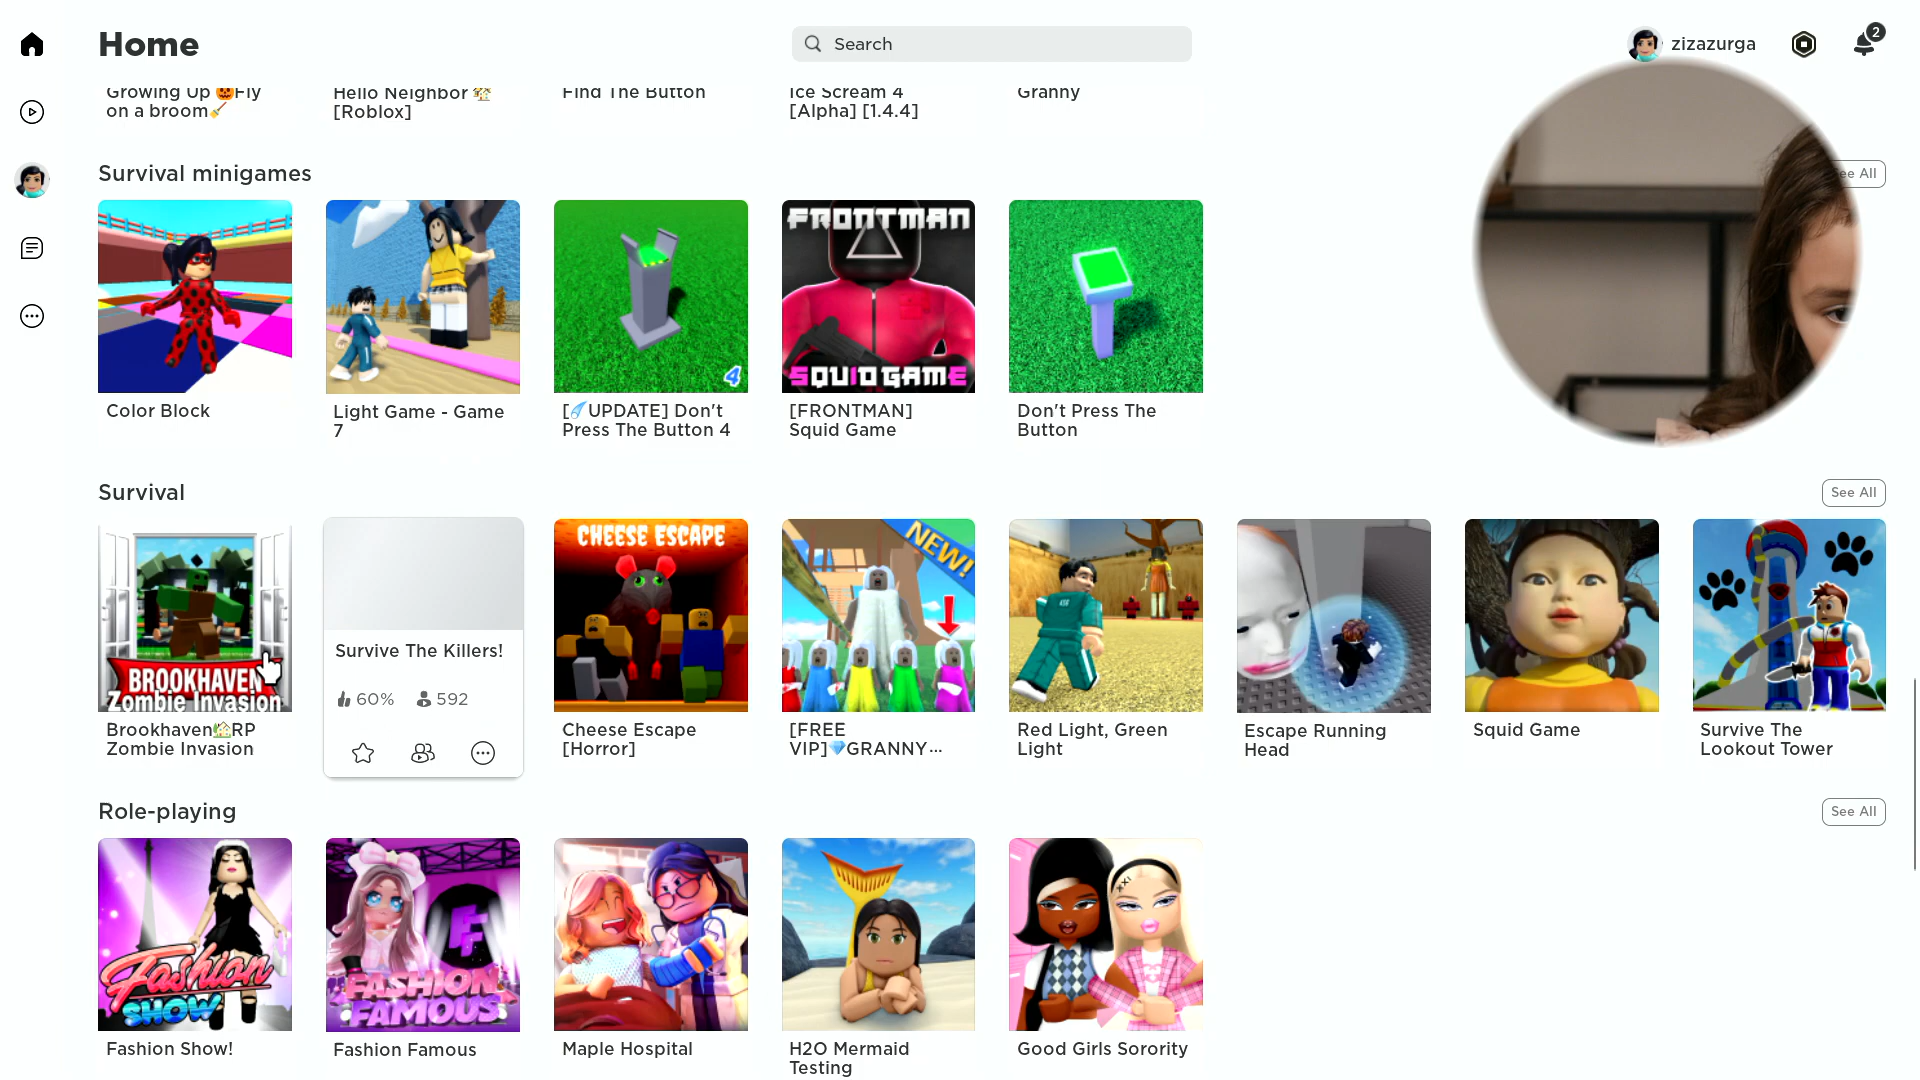 Home
Search
zizazurga
2
Growing Up 🎃Fly
on a broom🧹
Hello Neighbor 🏚️
[Roblox]
Find The Button
Ice Scream 4
[Alpha] [1.4.4]
Granny
Survival minigames
See All
FRONTMAN
SQUID GAME
4
Color Block
Light Game - Game
7
[☄️UPDATE] Don't
Press The Button 4
[FRONTMAN]
Squid Game
Don't Press The
Button
Survival
See All
BROOKHAVEN
Zombie Invasion
Survive The Killers!
60%
592
CHEESE ESCAPE
NEW!
Brookhaven🏡RP
Zombie Invasion
Cheese Escape
[Horror]
[FREE
VIP]💎GRANNY...
Red Light, Green
Light
Escape Running
Head
Squid Game
Survive The
Lookout Tower
Role-playing
See All
Fashion
SHOW
FF
FASHION
FAMOUS
Fashion Show!
Fashion Famous
Maple Hospital
H2O Mermaid
Testing
Good Girls Sorority